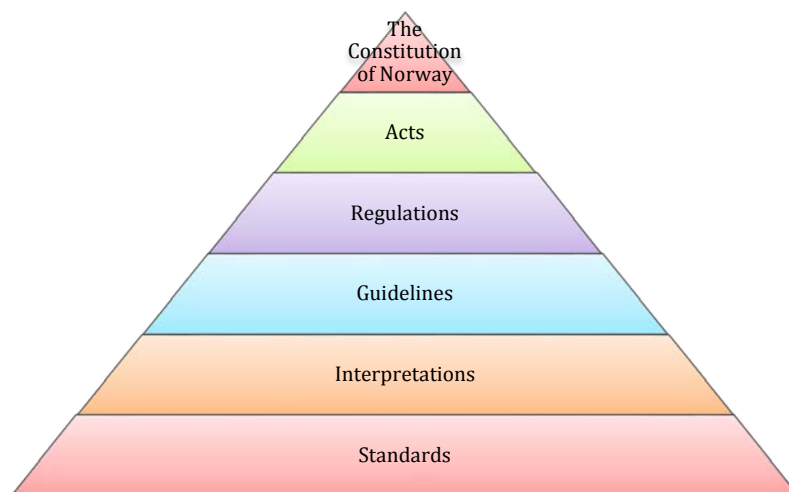 The
Constitution
of Norway
Acts
Regulations
Guidelines
Interpretations
Standards